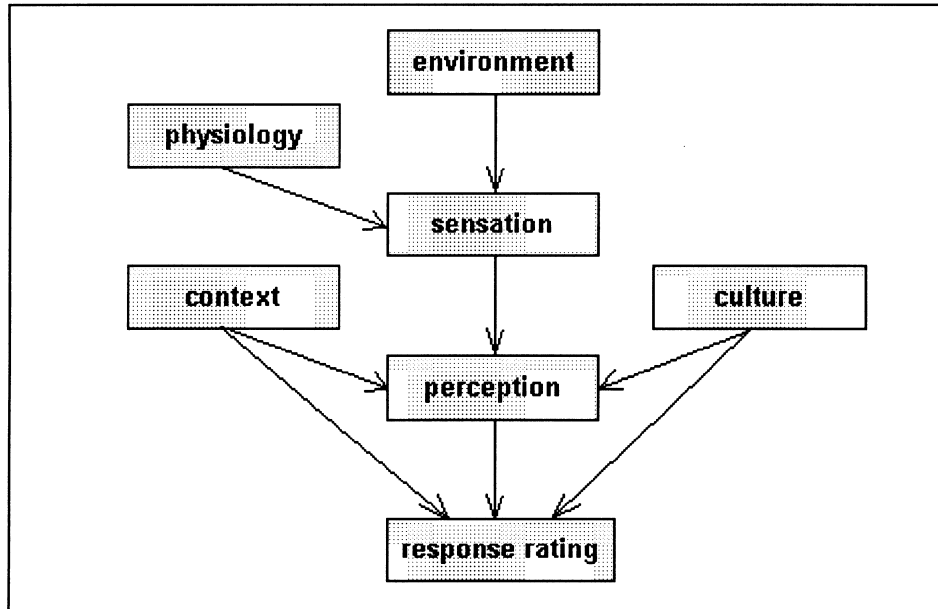 environment
physiology
sensation
context
culture
perception
response rating